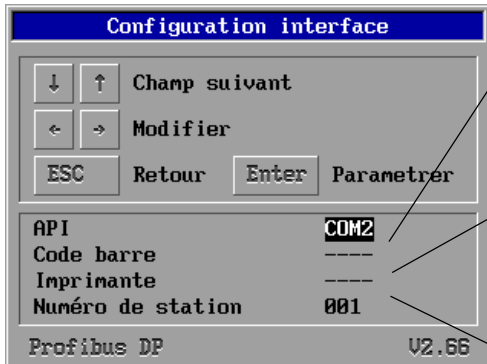 Configuration interface
↓ ↑ Champ suivant
← → Modifier
ESC Retour Enter Parametrer
API COM2
Code barre ----
Imprimante ----
Numéro de station 001
Profibus DP V2.66